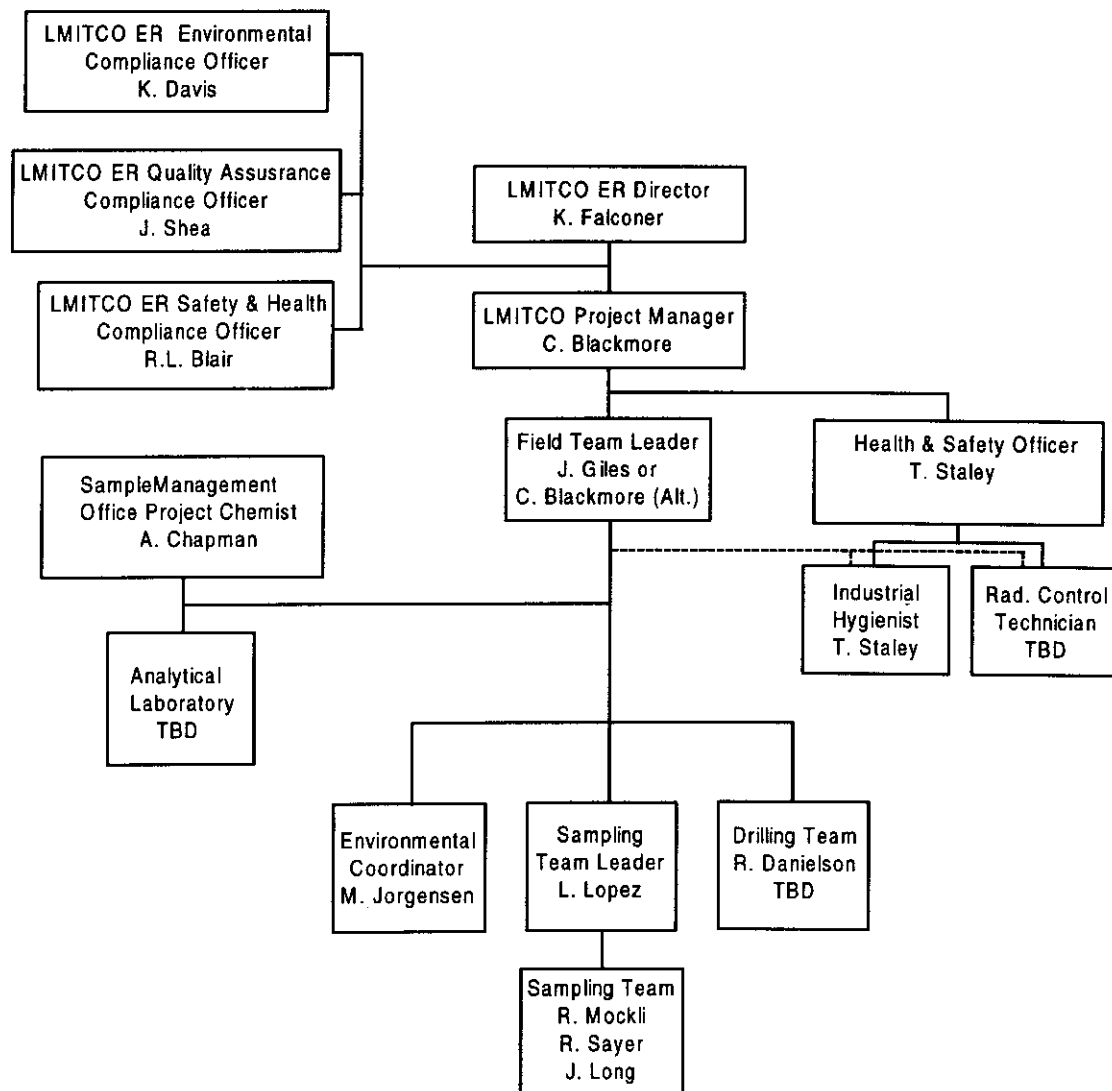 LMITCO ER Environmental
Compliance Officer
K. Davis
LMITCO ER Quality Assusrance
Compliance Officer
J. Shea
LMITCO ER Director
K. Falconer
LMITCO ER Safety & Health
Compliance Officer
R.L. Blair
LMITCO Project Manager
C. Blackmore
Field Team Leader
J. Giles or
C. Blackmore (Alt.)
Health & Safety Officer
T. Staley
SampleManagement
Office Project Chemist
A. Chapman
Industrial
Hygienist
T. Staley
Rad. Control
Technician
TBD
Analytical
Laboratory
TBD
Environmental
Coordinator
M. Jorgensen
Sampling
Team Leader
L. Lopez
Drilling Team
R. Danielson
TBD
Sampling Team
R. Mockli
R. Sayer
J. Long